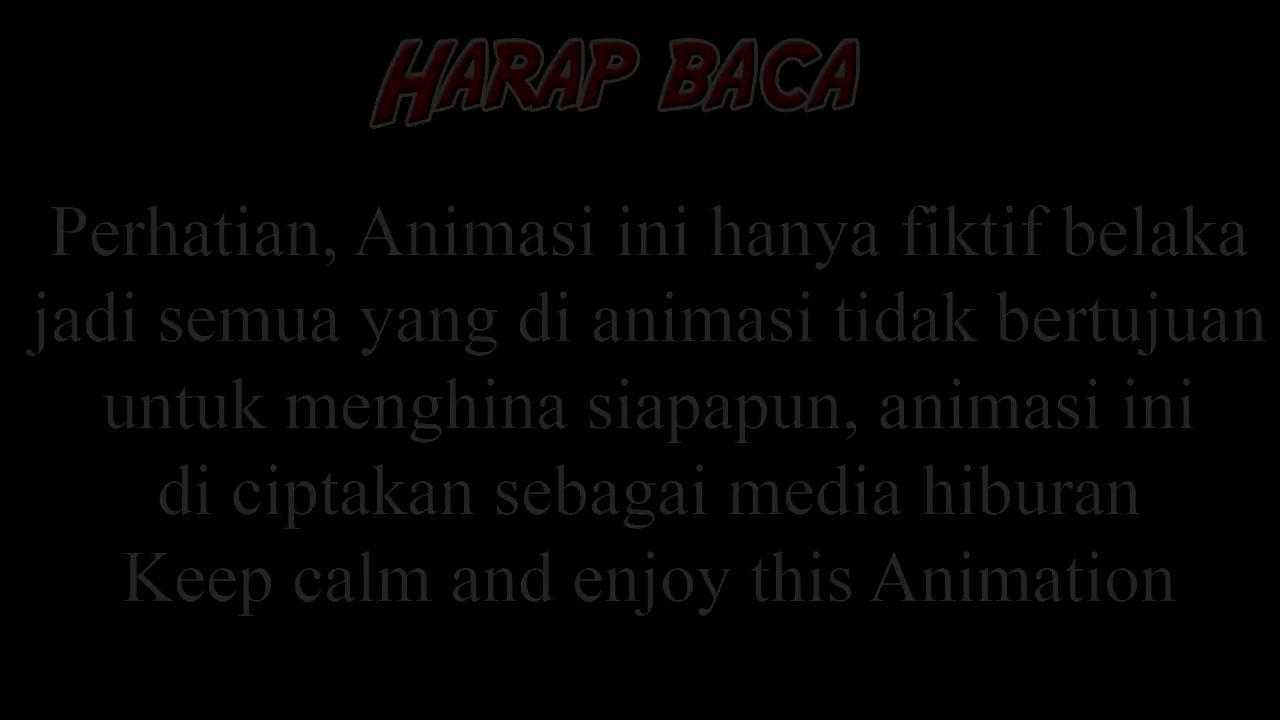 HARAP BACA
Perhatian, Animasi ini hanya fiktif belaka
jadi semua yang di animasi tidak bertujuan
untuk menghina siapapun, animasi ini
di ciptakan sebagai media hiburan
Keep calm and enjoy this Animation